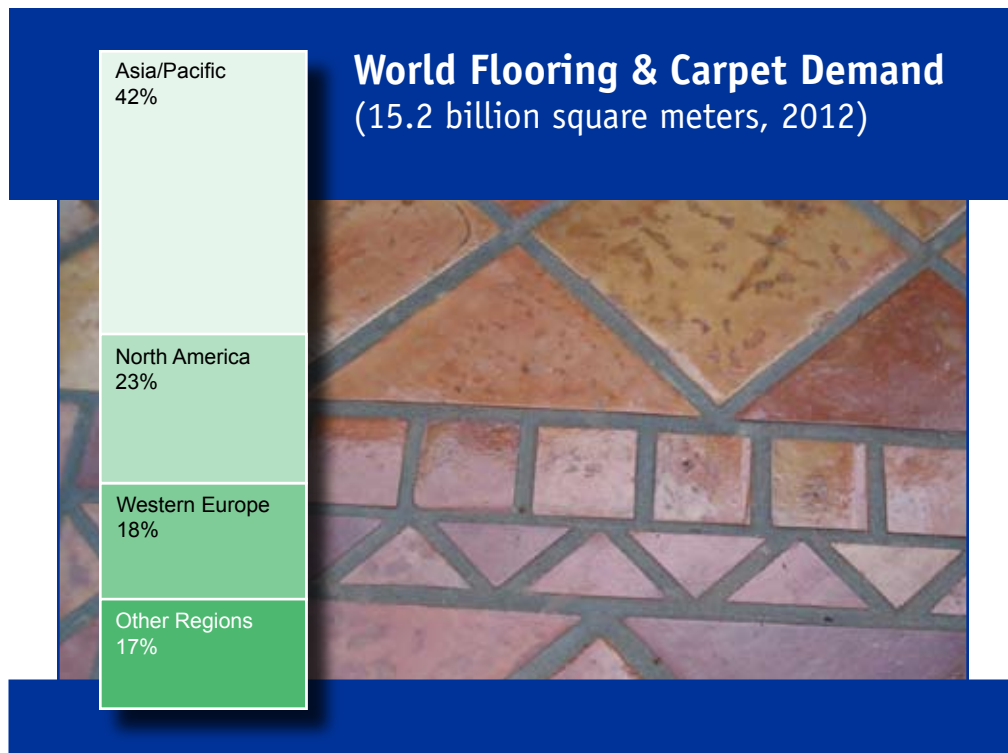 World Flooring & Carpet Demand
(15.2 billion square meters, 2012)
Asia/Pacific
42%
North America
23%
Western Europe
18%
Other Regions
17%